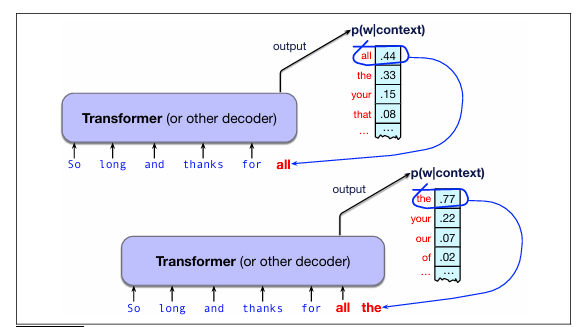 p(w|context)
output
all .44
the .33
your .15
that .08
... ...
Transformer (or other decoder)
So long and thanks for all
p(w|context)
output
the .77
your .22
our .07
of .02
... ...
Transformer (or other decoder)
So long and thanks for all the